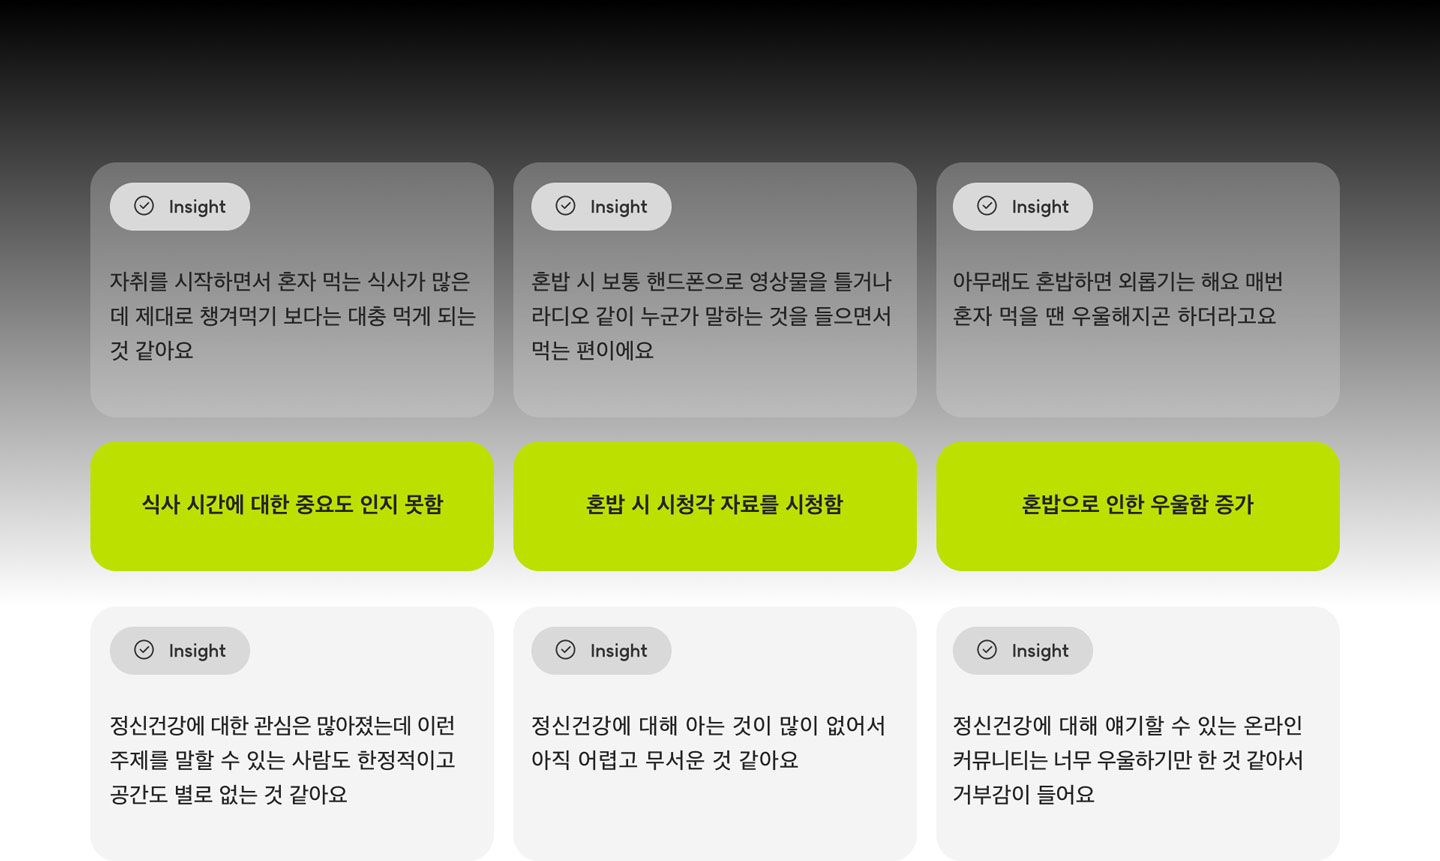 Insight
자취를 시작하면서 혼자 먹는 식사가 많은
데 제대로 챙겨먹기 보다는 대충 먹게 되는
것 같아요
Insight
혼밥 시 보통 핸드폰으로 영상물을 틀거나
라디오 같이 누군가 말하는 것을 들으면서
먹는 편이에요
Insight
아무래도 혼밥하면 외롭기는 해요 매번
혼자 먹을 땐 우울해지곤 하더라고요
식사 시간에 대한 중요도 인지 못함
혼밥 시 시청각 자료를 시청함
혼밥으로 인한 우울함 증가
Insight
정신건강에 대한 관심은 많아졌는데 이런
주제를 말할 수 있는 사람도 한정적이고
공간도 별로 없는 것 같아요
Insight
정신건강에 대해 아는 것이 많이 없어서
아직 어렵고 무서운 것 같아요
Insight
정신건강에 대해 얘기할 수 있는 온라인
커뮤니티는 너무 우울하기만 한 것 같아서
거부감이 들어요